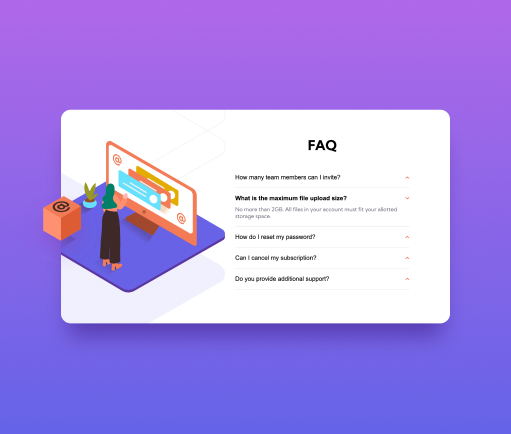 FAQ
How many team members can I invite?
What is the maximum file upload size?
No more than 2GB. All files in your account must fit your allotted
storage space.
How do I reset my password?
Can I cancel my subscription?
Do you provide additional support?
@
@
@